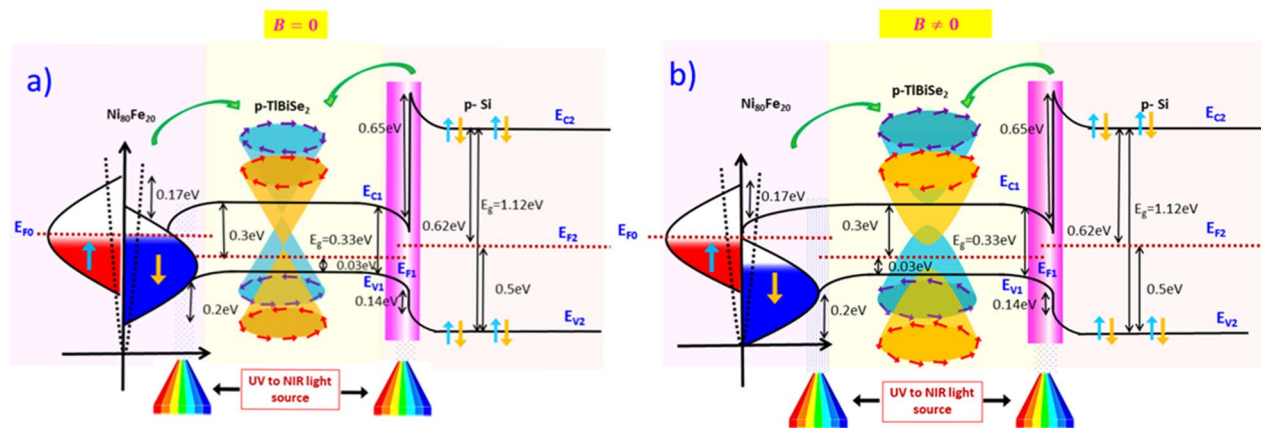 B = 0
a)
Ni80Fe20
p-TlBiSe2
p- Si
EC2
0.65eV
0.17eV
EC1
Eg=1.12eV
EF0
0.3eV
0.62eV
Eg=0.33eV
EF2
0.03eV
EF1
EV1
0.2eV
0.14eV
0.5eV
EV2
UV to NIR light
source
B ≠ 0
b)
Ni80Fe20
p-TlBiSe2
p- Si
EC2
0.65eV
0.17eV
EC1
Eg=1.12eV
EF0
0.3eV
0.62eV
Eg=0.33eV
EF2
0.03eV
EF1
EV1
0.2eV
0.14eV
0.5eV
EV2
UV to NIR light
source